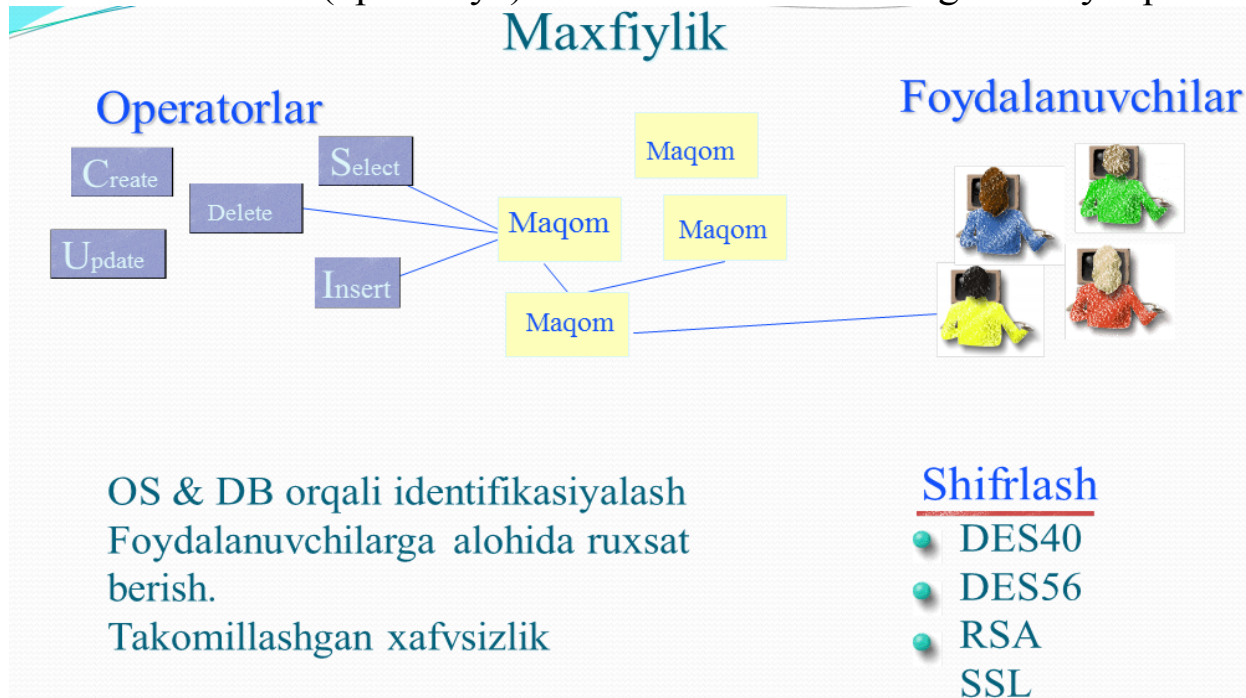 Maxfiylik
Operatorlar
Foydalanuvchilar
Create
Select
Delete
Update
Insert
Maqom
Maqom
Maqom
Maqom
OS & DB orqali identifikasiyalash
Foydalanuvchilarga alohida ruxsat
berish.
Takomillashgan xafvsizlik
Shifrlash
DES40
DES56
RSA
SSL